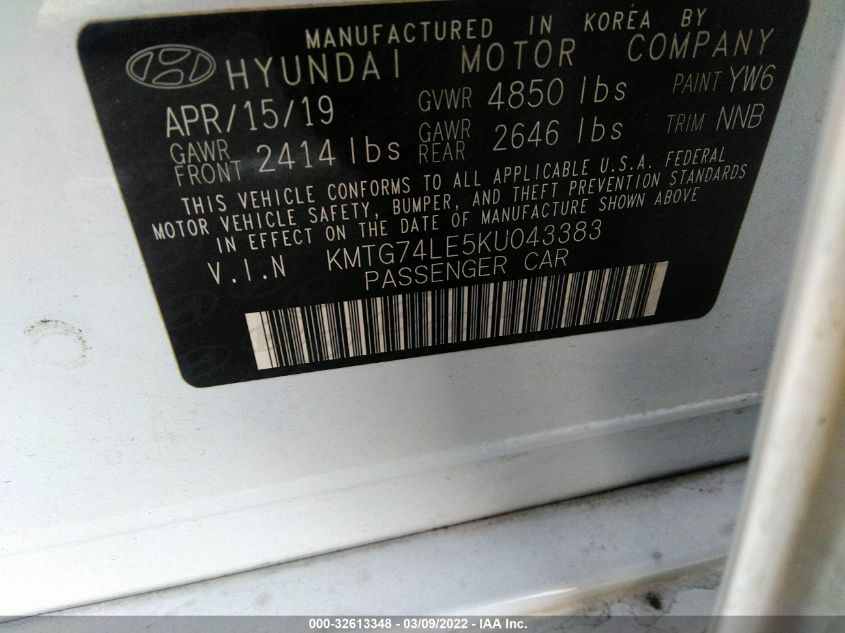 MANUFACTURED IN KOREA BY
HYUNDAI MOTOR COMPANY
APR/15/19 GVWR 4850 lbs PAINT YW6
GAWR FRONT 2414 lbs GAWR REAR 2646 lbs TRIM NNB
THIS VEHICLE CONFORMS TO ALL APPLICABLE U.S.A. FEDERAL
MOTOR VEHICLE SAFETY, BUMPER, AND THEFT PREVENTION STANDARDS
IN EFFECT ON THE DATE OF MANUFACTURE SHOWN ABOVE
V.I.N KMTG74LE5KU043383
PASSENGER CAR
000-32613348 - 03/09/2022 - IAA Inc.